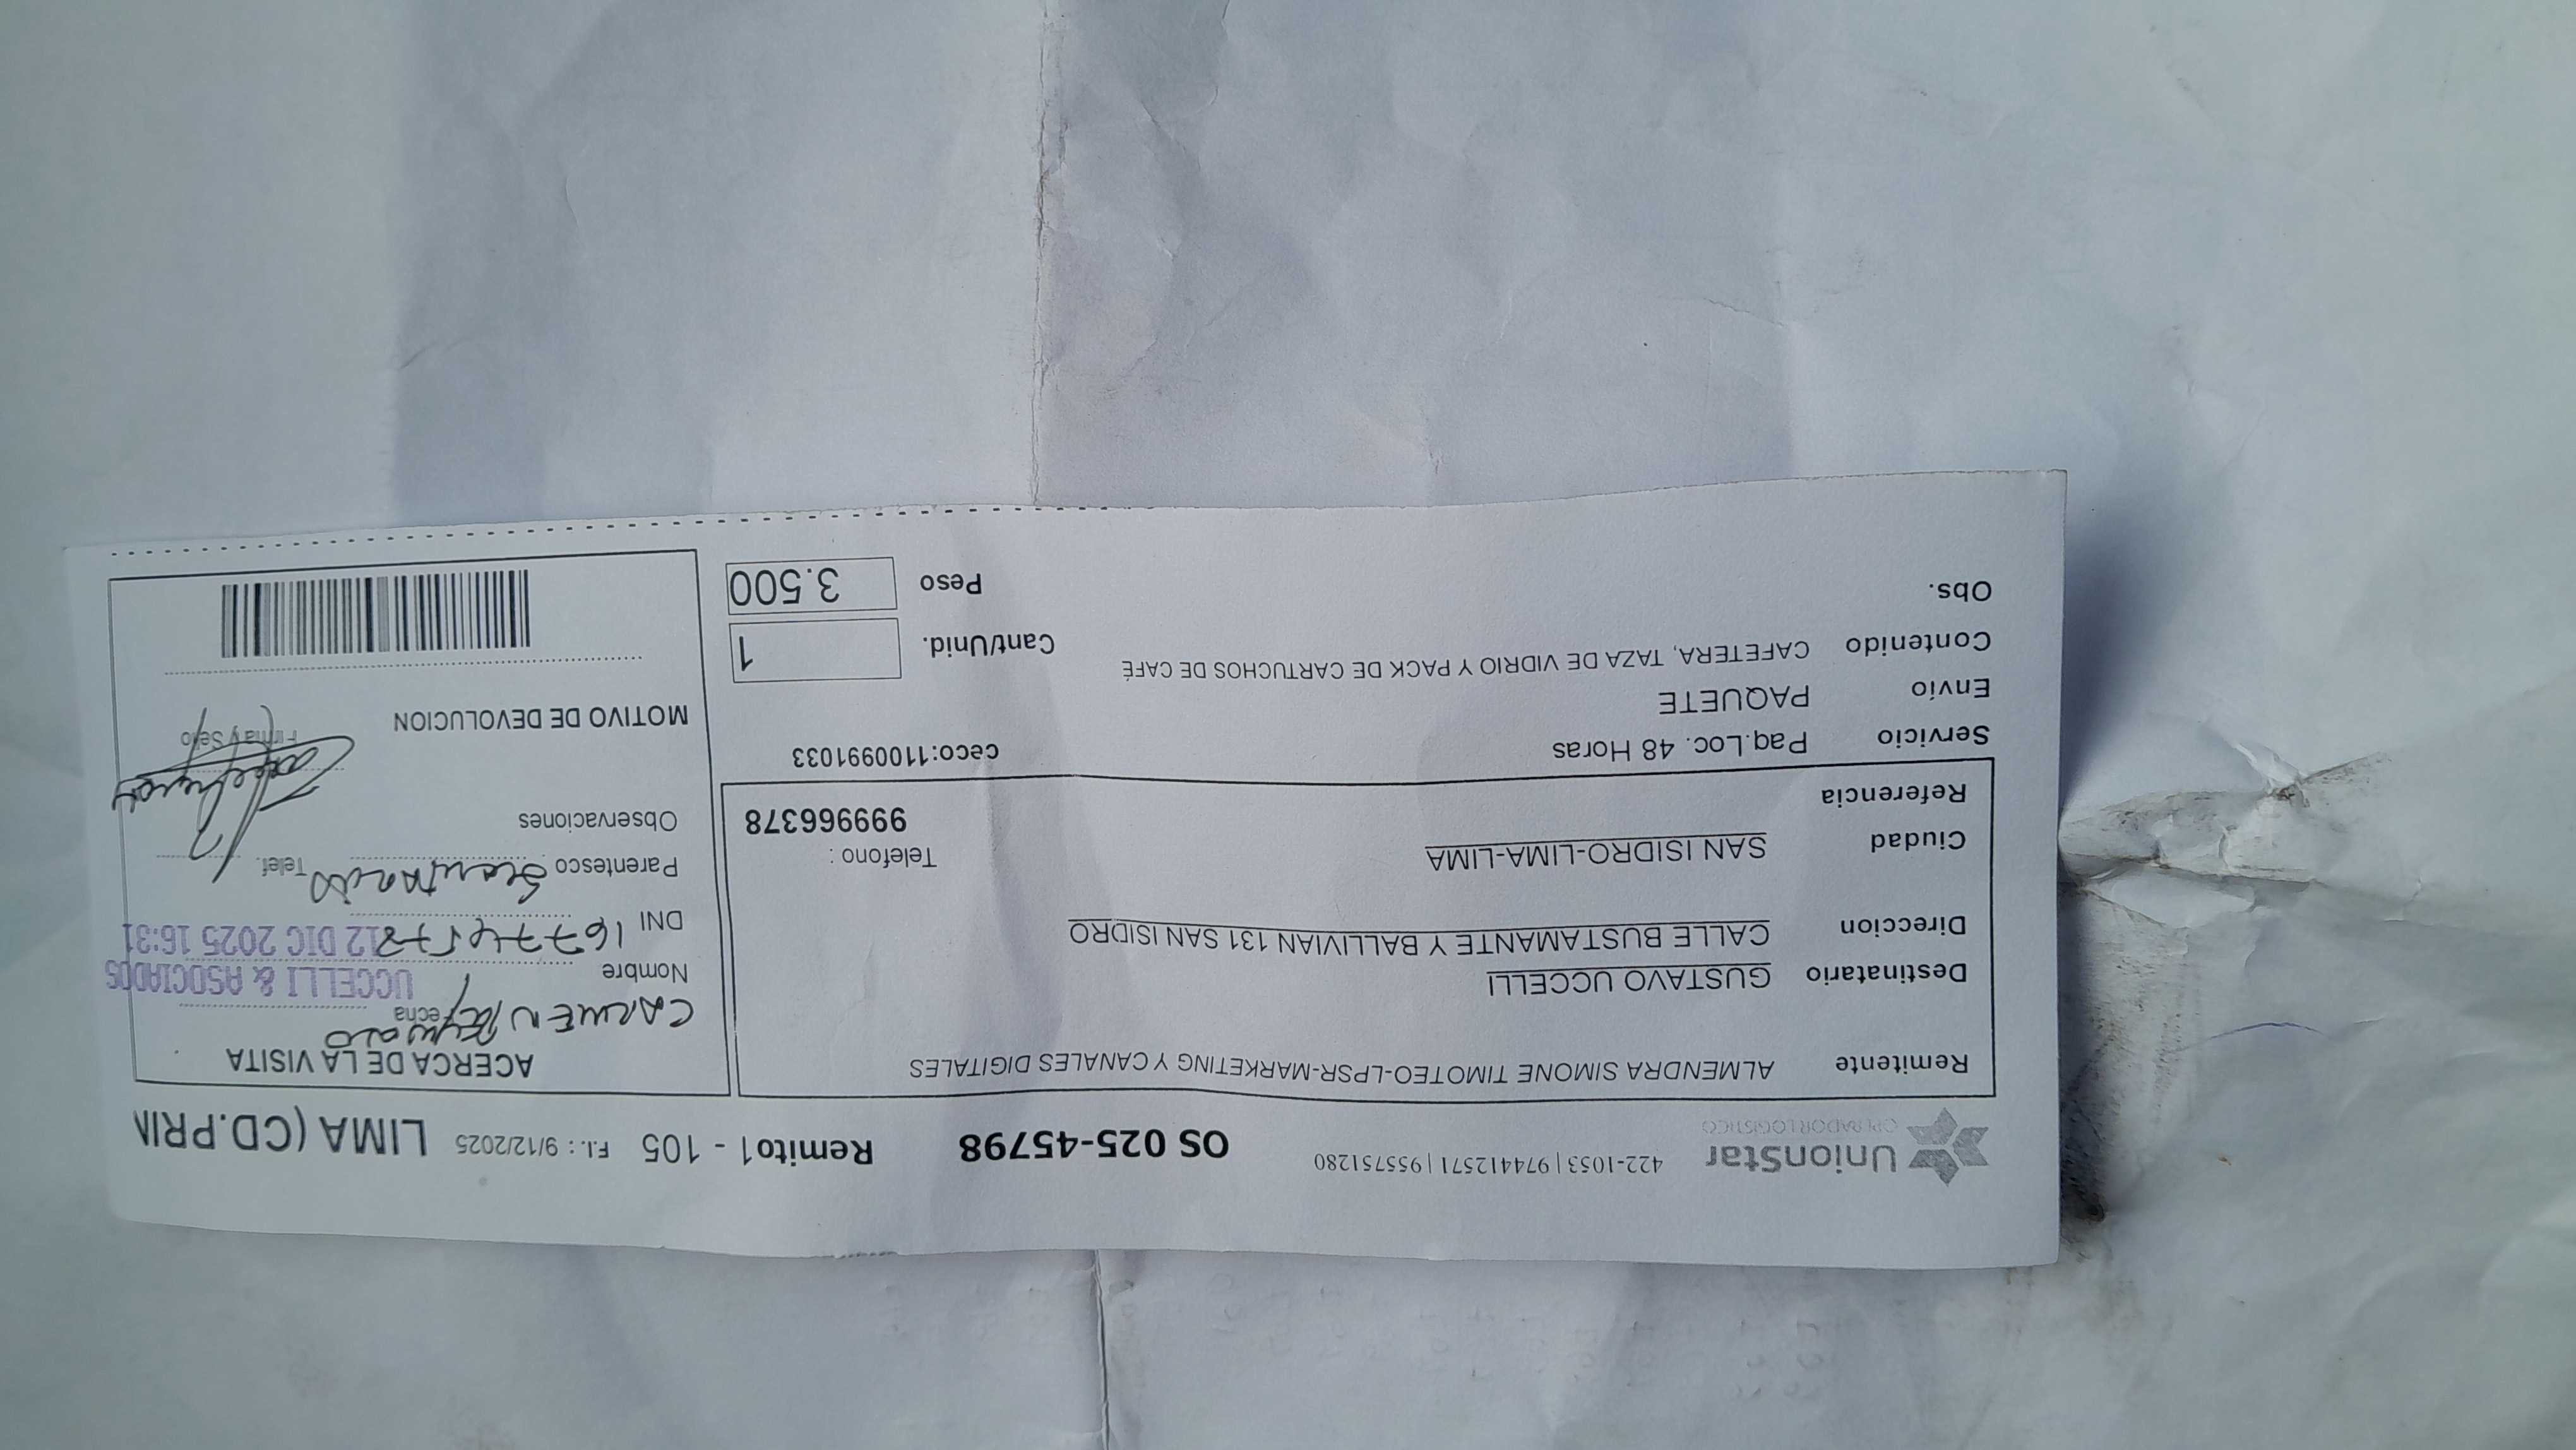 UnionStar
OPERADOR LOGISTICO
422-1053 | 974412571 | 955751280
OS 025-45798
Remito1 - 105 F.I.: 9/12/2025 LIMA (CD.PRIN
Remitente ALMENDRA SIMONE TIMOTEO-LPSR-MARKETING Y CANALES DIGITALES
Destinatario GUSTAVO UCCELLI
Direccion CALLE BUSTAMANTE Y BALLIVIAN 131 SAN ISIDRO
Ciudad SAN ISIDRO-LIMA-LIMA
Telefono :
999966378
Referencia
Servicio Paq.Loc. 48 Horas
ceco:1100991033
Envío PAQUETE
Contenido CAFETERA, TAZA DE VIDRIO Y PACK DE CARTUCHOS DE CAFÉ
Cant/Unid. 1
Obs.
Peso 3.500
ACERCA DE LA VISITA
CARMEN
Fecha
Nombre
UCCELLI & ASOCIADOS
DNI
12 DIC 2025 16:31
Parentesco
Telef.
Observaciones
Firma y Sello
MOTIVO DE DEVOLUCION